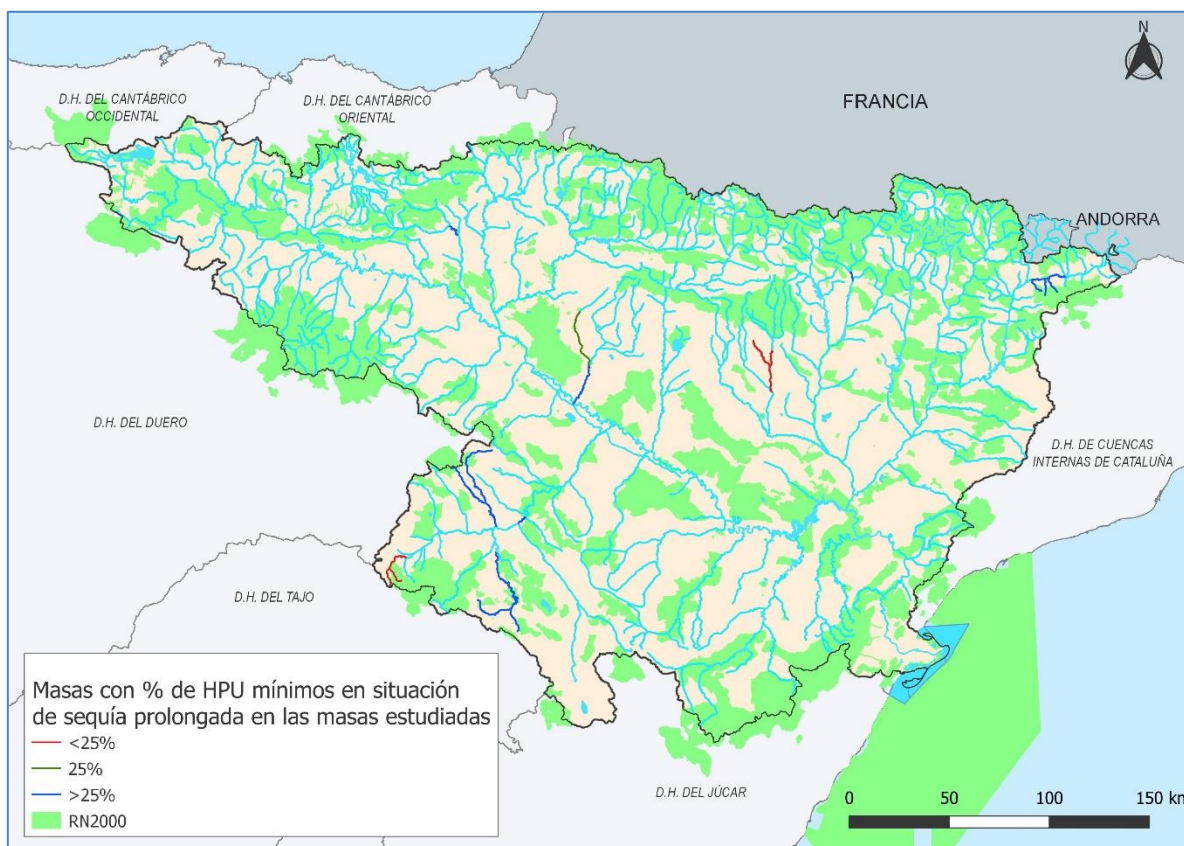 N
D.H. DEL CANTÁBRICO
OCCIDENTAL
D.H. DEL CANTÁBRICO
ORIENTAL
FRANCIA
ANDORRA
D.H. DEL DUERO
D.H. DE CUENCAS
INTERNAS DE CATALUÑA
D.H. DEL TAJO
D.H. DEL JÚCAR
Masas con % de HPU mínimos en situación
de sequía prolongada en las masas estudiadas
<25%
25%
>25%
RN2000
0 50 100 150 km